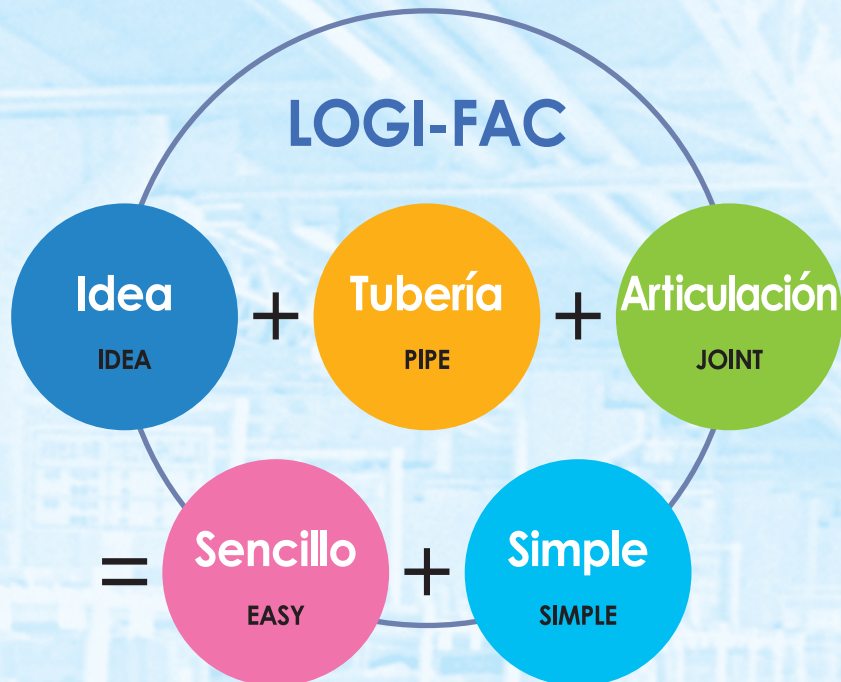 LOGI-FAC
Idea + Tubería + Articulación
IDEA PIPE JOINT
= Sencillo + Simple
EASY SIMPLE